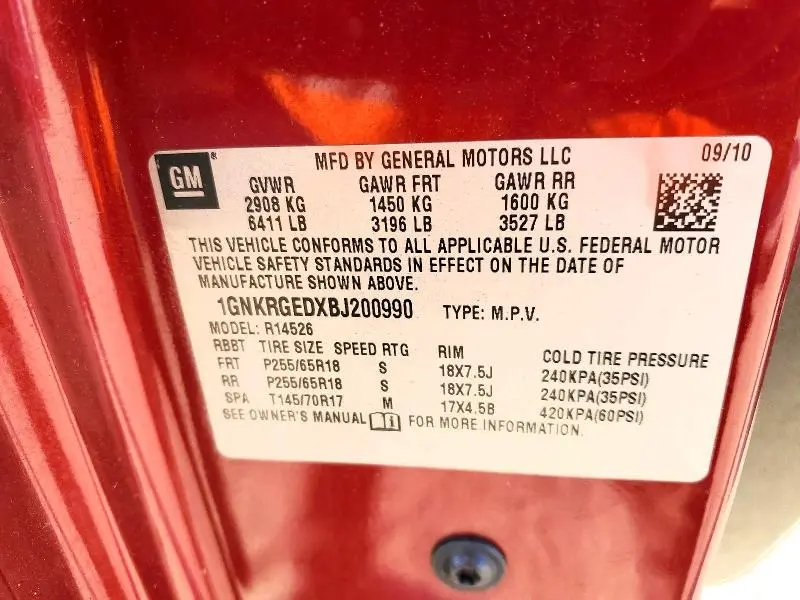 GM ® MFD BY GENERAL MOTORS LLC 09/10
GVWR GAWR FRT GAWR RR
2908 KG 1450 KG 1600 KG
6411 LB 3196 LB 3527 LB
THIS VEHICLE CONFORMS TO ALL APPLICABLE U.S. FEDERAL MOTOR
VEHICLE SAFETY STANDARDS IN EFFECT ON THE DATE OF
MANUFACTURE SHOWN ABOVE.
1GNKRGEDXBJ200990 TYPE: M.P.V.
MODEL: R14526
RBBT TIRE SIZE SPEED RTG RIM COLD TIRE PRESSURE
FRT P255/65R18 S 18X7.5J 240KPA(35PSI)
RR P255/65R18 S 18X7.5J 240KPA(35PSI)
SPA T145/70R17 M 17X4.5B 420KPA(60PSI)
SEE OWNER'S MANUAL i FOR MORE INFORMATION.